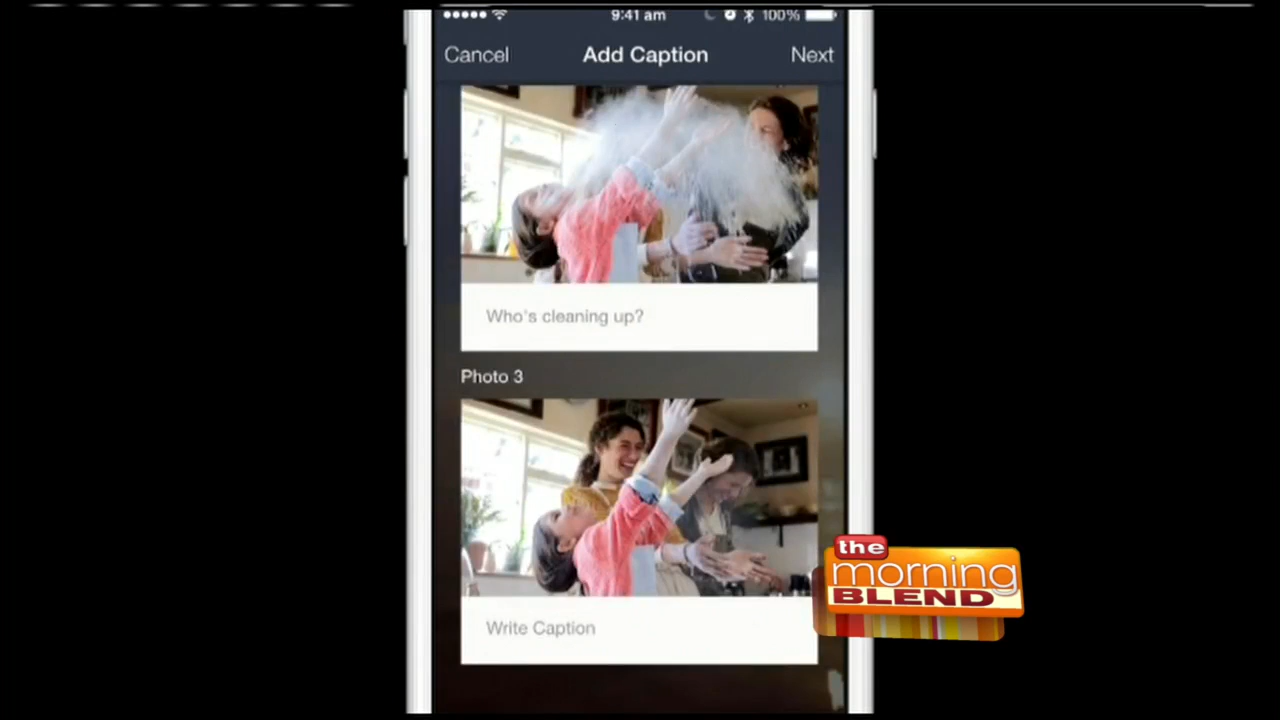 9:41 am
100%
Cancel
Add Caption
Next
Who's cleaning up?
Photo 3
Write Caption
the
morning
BLEND